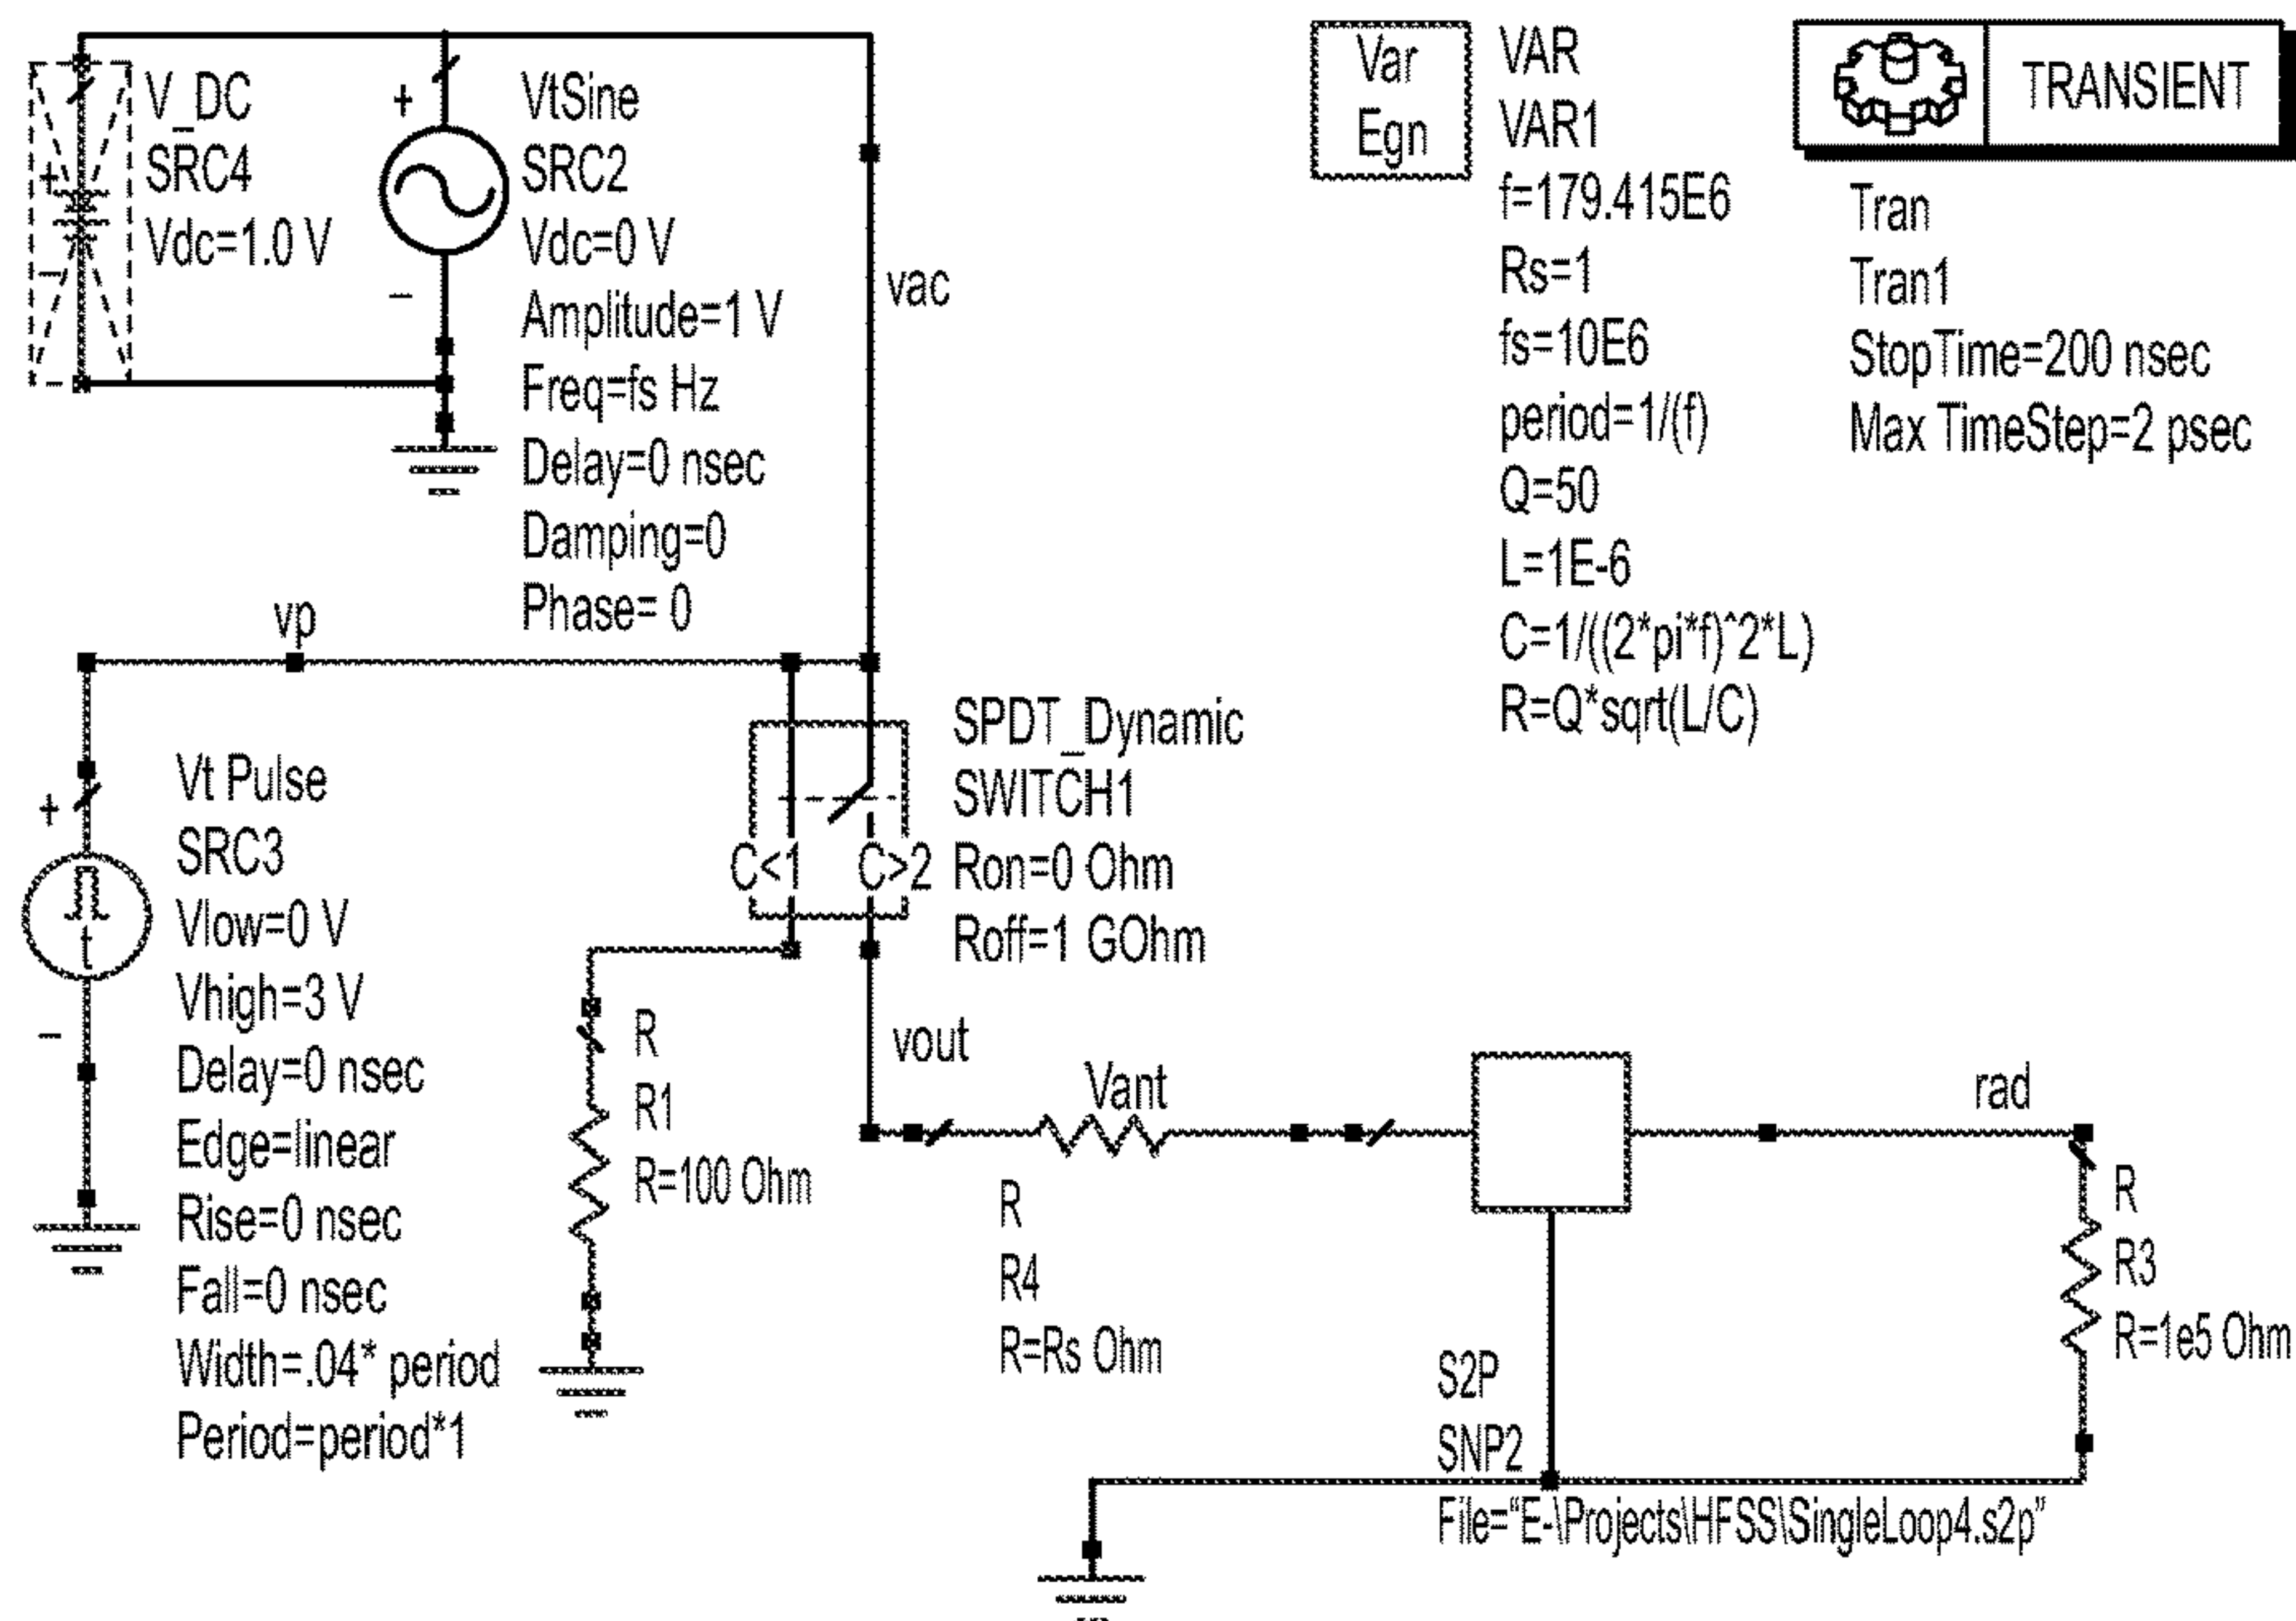 V_DC
SRC4
Vdc=1.0 V
+
−
+
−
VtSine
SRC2
Vdc=0 V
Amplitude=1 V
Freq=fs Hz
Delay=0 nsec
Damping=0
Phase= 0
vac
Var
Egn
VAR
VAR1
f=179.415E6
Rs=1
fs=10E6
period=1/(f)
Q=50
L=1E-6
C=1/((2*pi*f)^2*L)
R=Q*sqrt(L/C)
TRANSIENT
Tran
Tran1
StopTime=200 nsec
Max TimeStep=2 psec
vp
+
−
t
Vt Pulse
SRC3
Vlow=0 V
Vhigh=3 V
Delay=0 nsec
Edge=linear
Rise=0 nsec
Fall=0 nsec
Width=.04* period
Period=period*1
C<1
C>2
SPDT_Dynamic
SWITCH1
Ron=0 Ohm
Roff=1 GOhm
R
R1
R=100 Ohm
vout
Vant
R
R4
R=Rs Ohm
S2P
SNP2
File="E-\Projects\HFSS\SingleLoop4.s2p"
rad
R
R3
R=1e5 Ohm